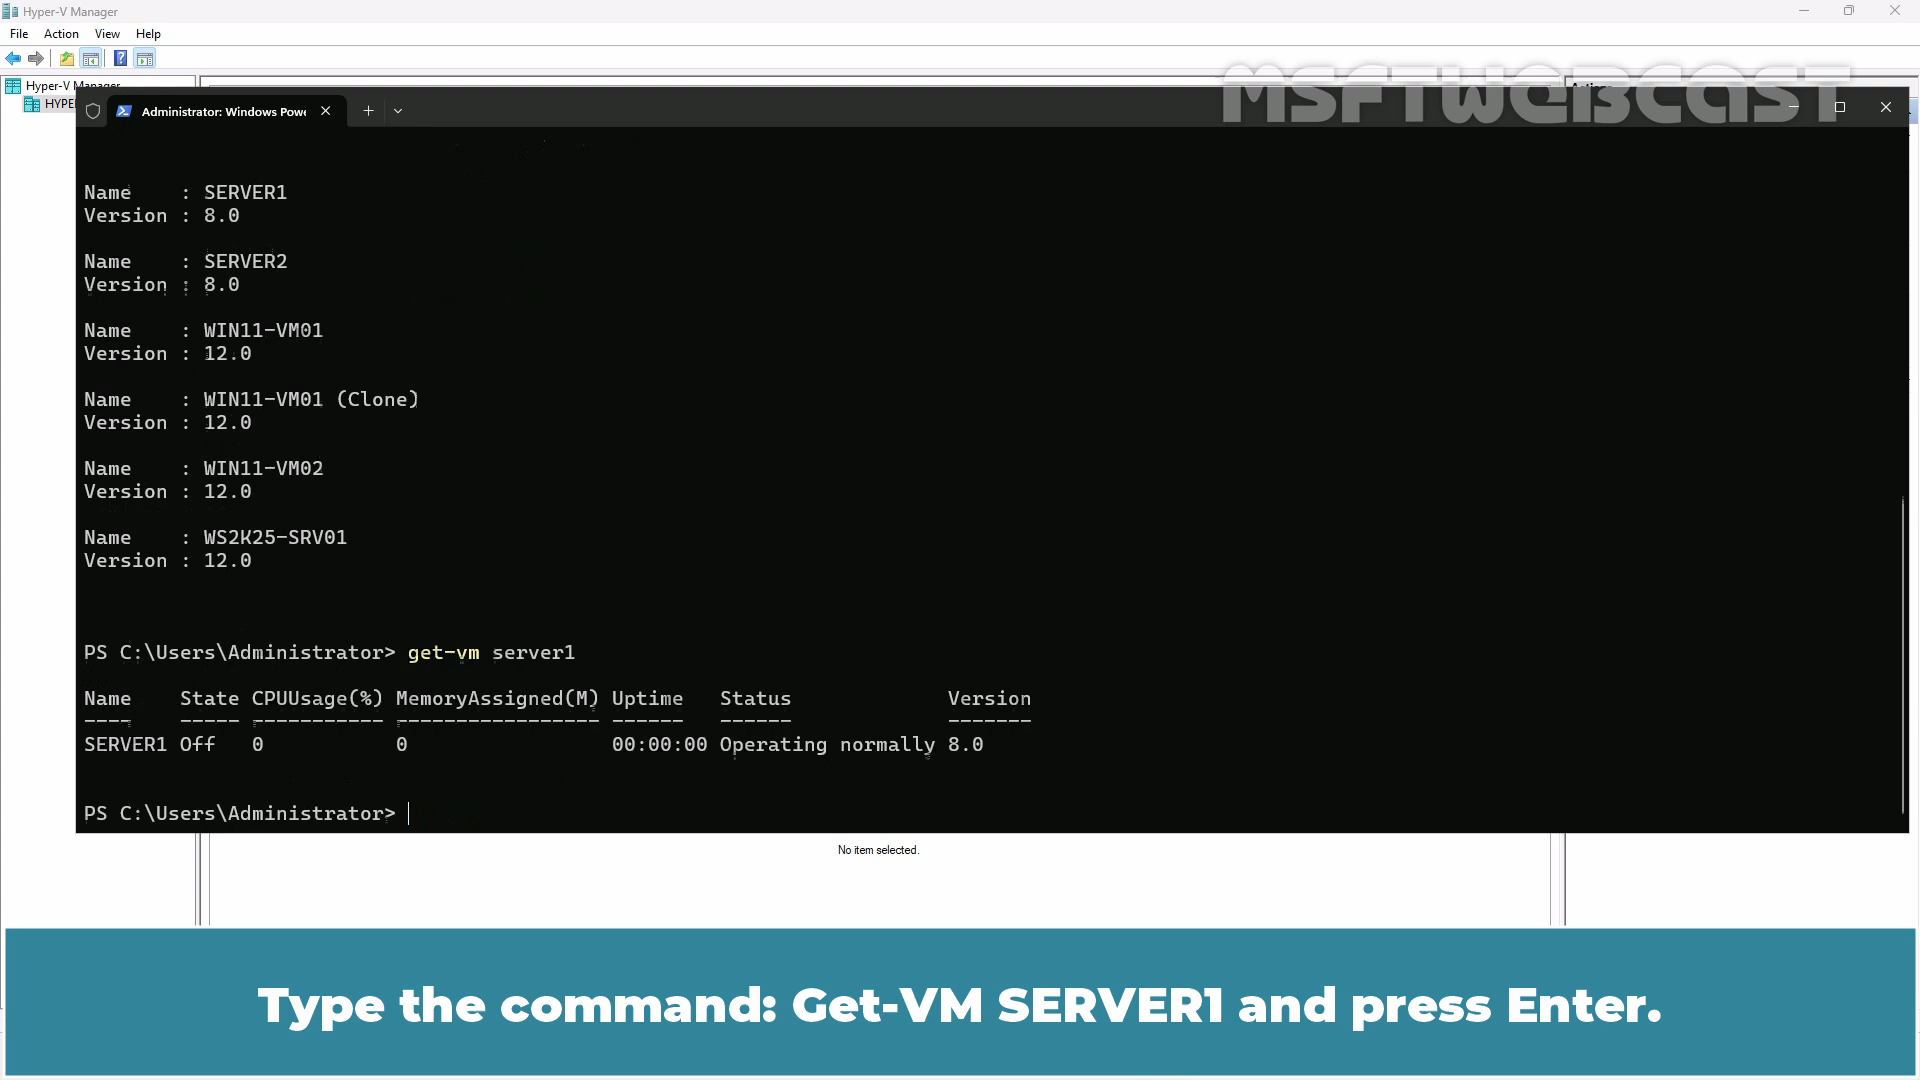 Hyper-V Manager
File Action View Help
Hyper-V Manager
HYPE
MSFTWEBCAST
Administrator: Windows Powe
Name : SERVER1
Version : 8.0
Name : SERVER2
Version : 8.0
Name : WIN11-VM01
Version : 12.0
Name : WIN11-VM01 (Clone)
Version : 12.0
Name : WIN11-VM02
Version : 12.0
Name : WS2K25-SRV01
Version : 12.0
PS C:\Users\Administrator> get-vm server1
Name State CPUUsage(%) MemoryAssigned(M) Uptime Status Version
---- ----- ----------- ----------------- ------ ------ -------
SERVER1 Off 0 0 00:00:00 Operating normally 8.0
PS C:\Users\Administrator>
No item selected.
Type the command: Get-VM SERVER1 and press Enter.